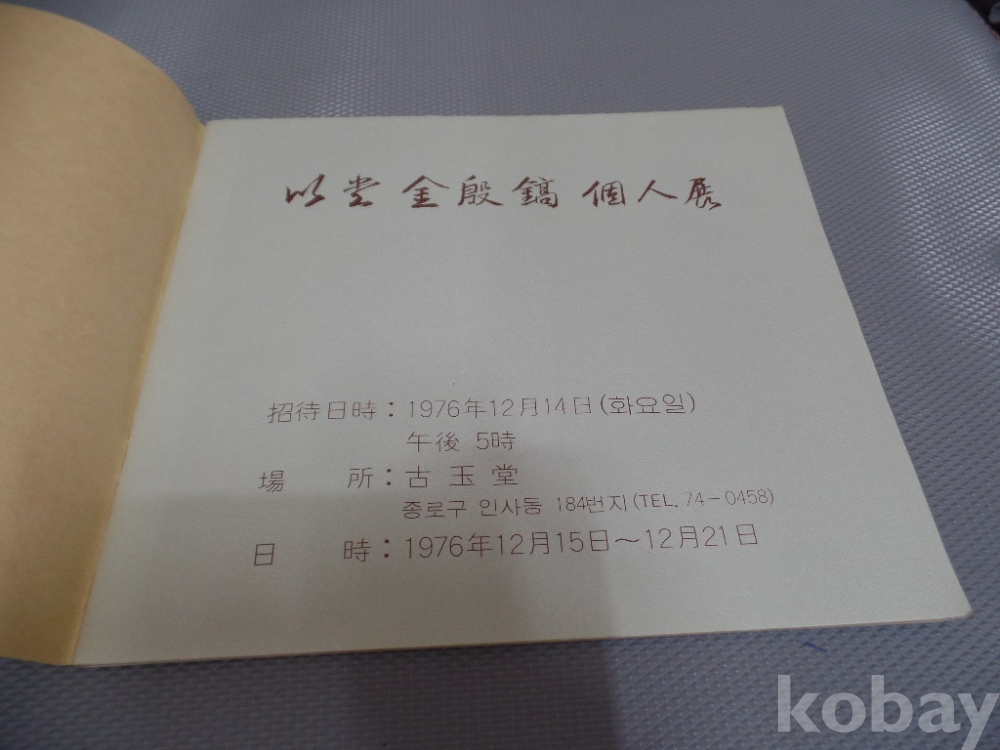 以堂 金殷鎬 個人展
招待日時 : 1976年12月14日(화요일)
午後 5時
場 所 : 古 玉 堂
종로구 인사동 184번지 (TEL. 74-0458)
日 時 : 1976年12月15日~12月21日
kobay